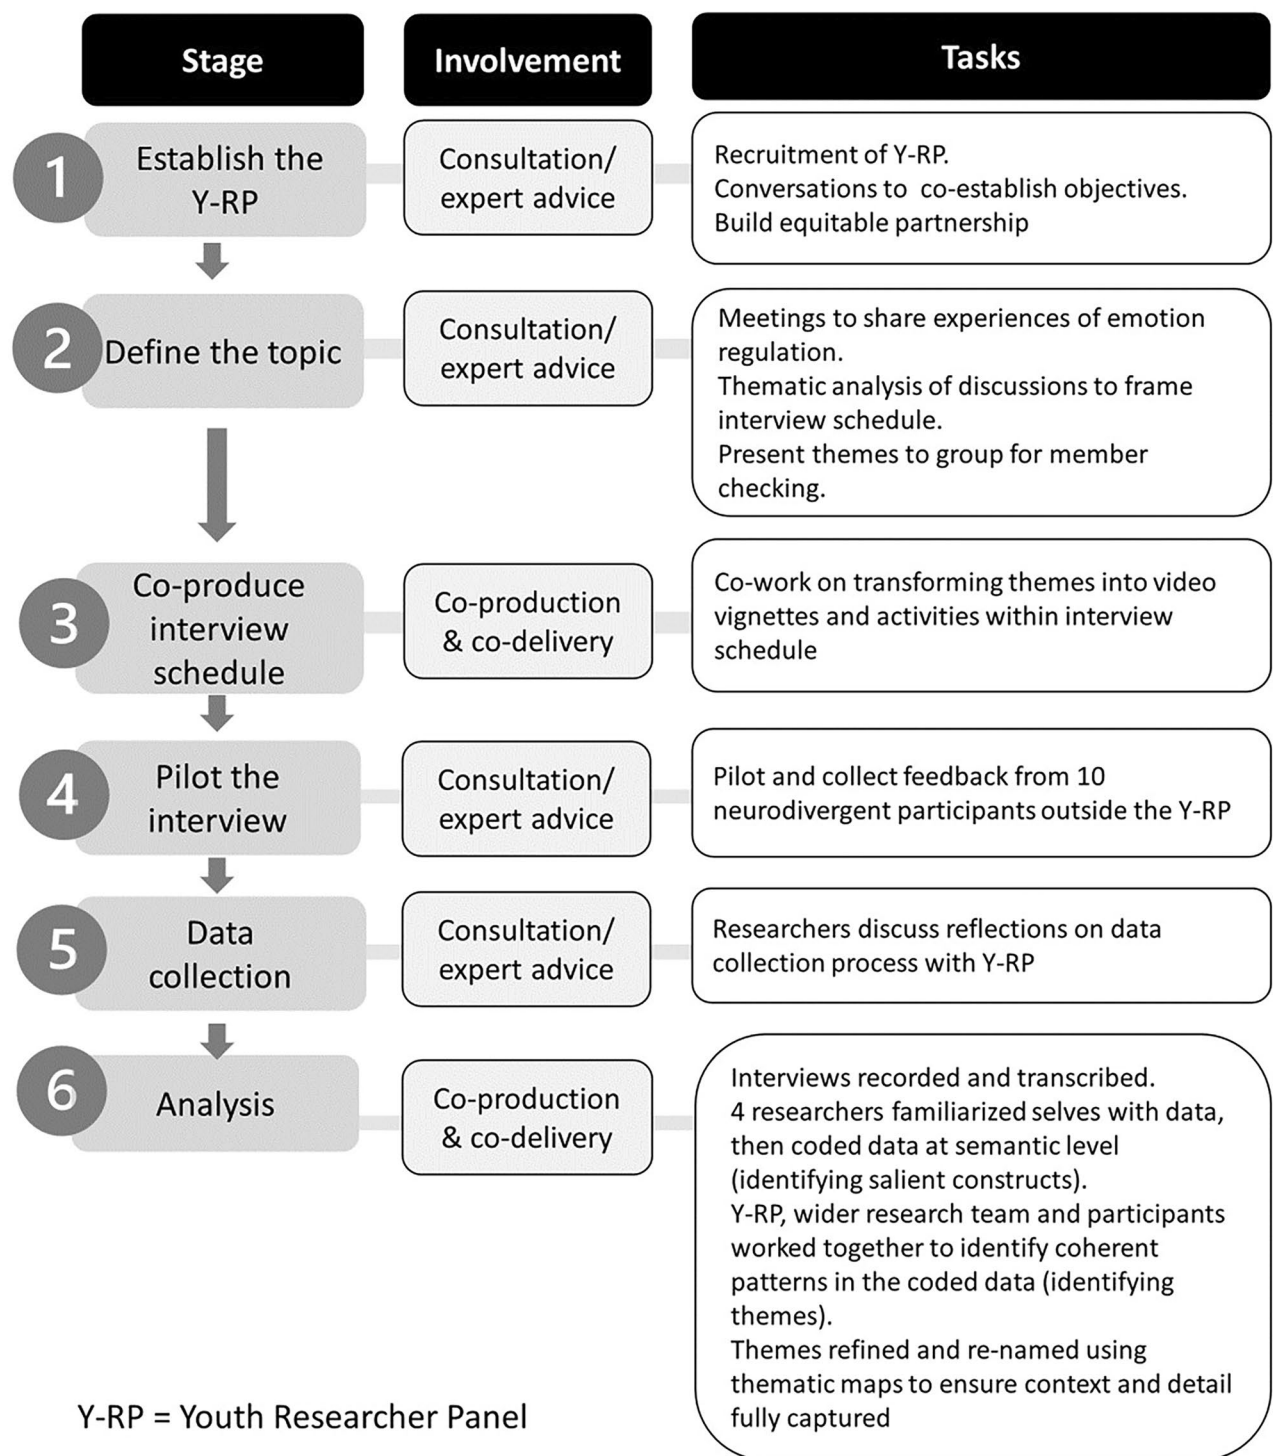 Stage
Involvement
Tasks
1
Establish the
Y-RP
Consultation/
expert advice
Recruitment of Y-RP.
Conversations to co-establish objectives.
Build equitable partnership
2
Define the topic
Consultation/
expert advice
Meetings to share experiences of emotion
regulation.
Thematic analysis of discussions to frame
interview schedule.
Present themes to group for member
checking.
3
Co-produce
interview
schedule
Co-production
& co-delivery
Co-work on transforming themes into video
vignettes and activities within interview
schedule
4
Pilot the
interview
Consultation/
expert advice
Pilot and collect feedback from 10
neurodivergent participants outside the Y-RP
5
Data
collection
Consultation/
expert advice
Researchers discuss reflections on data
collection process with Y-RP
6
Analysis
Co-production
& co-delivery
Interviews recorded and transcribed.
4 researchers familiarized selves with data,
then coded data at semantic level
(identifying salient constructs).
Y-RP, wider research team and participants
worked together to identify coherent
patterns in the coded data (identifying
themes).
Themes refined and re-named using
thematic maps to ensure context and detail
fully captured
Y-RP = Youth Researcher Panel